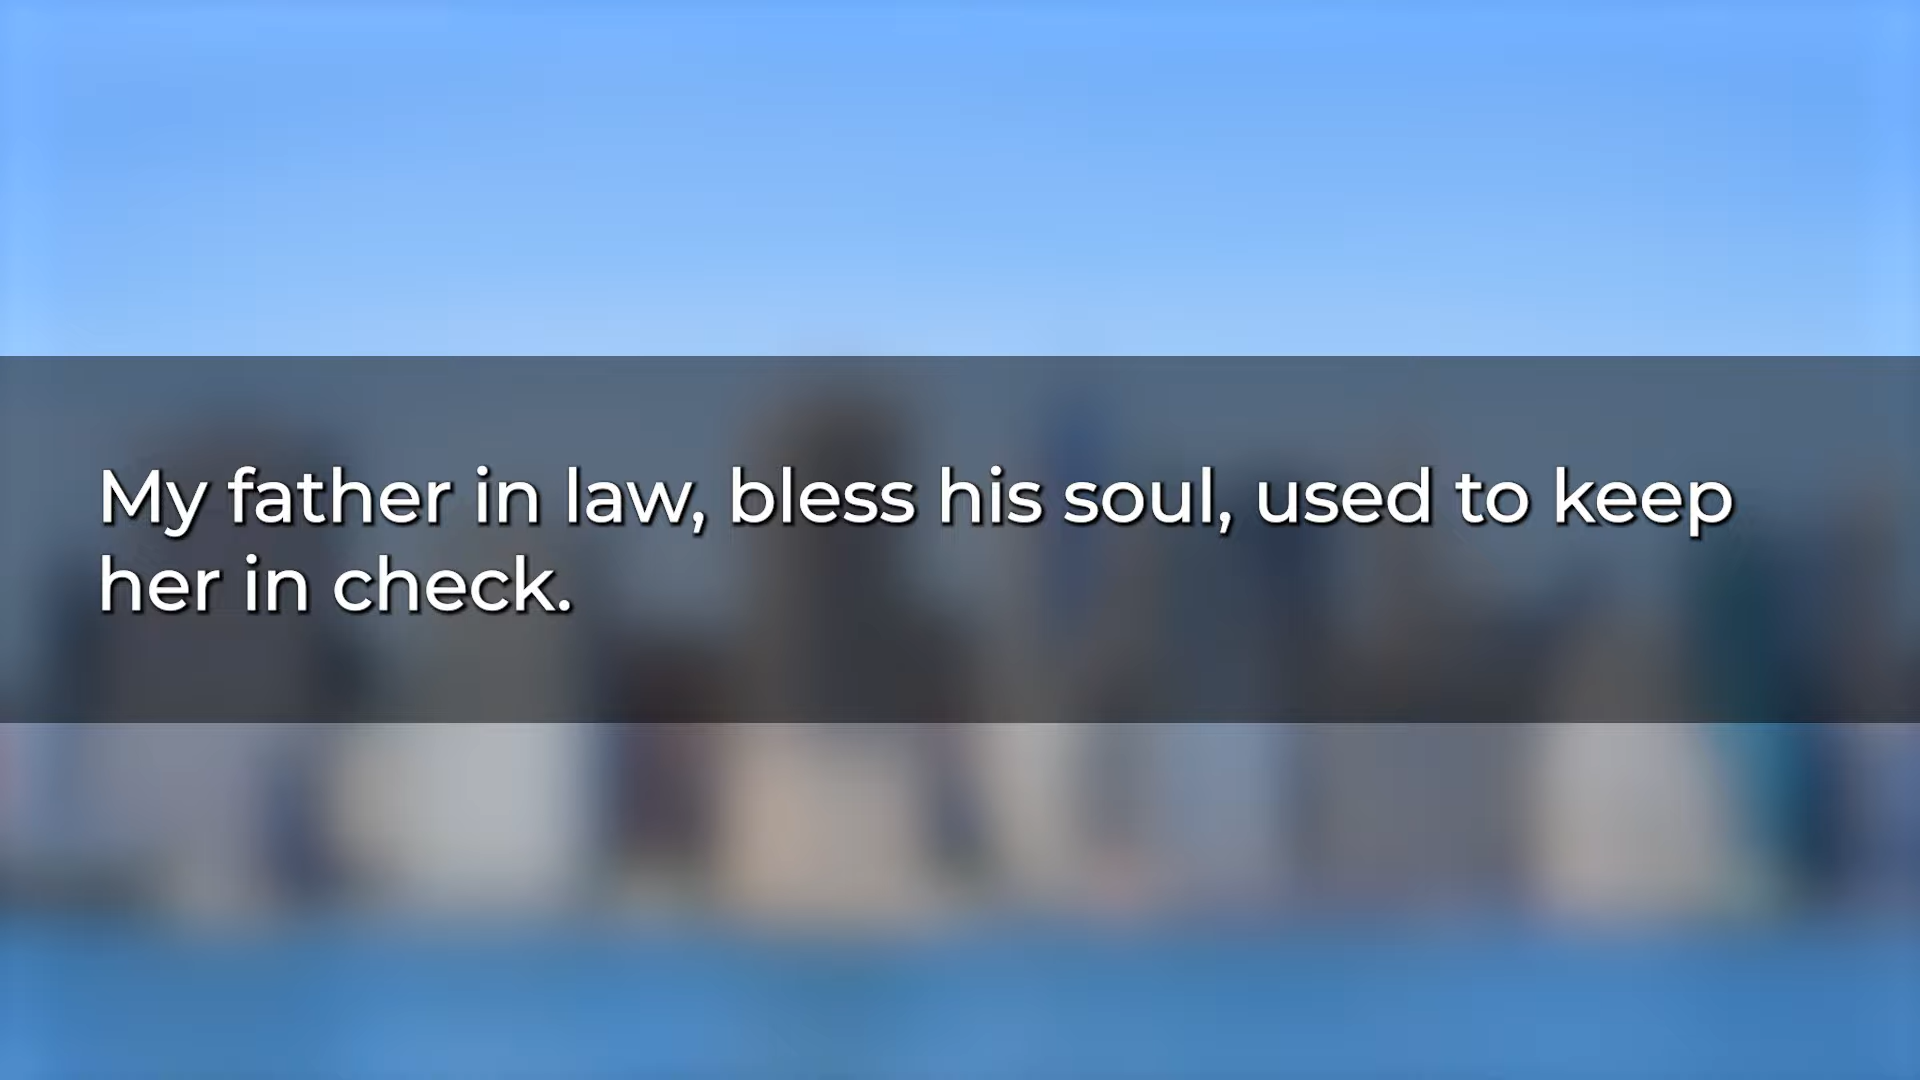 My father in law, bless his soul, used to keep
her in check.